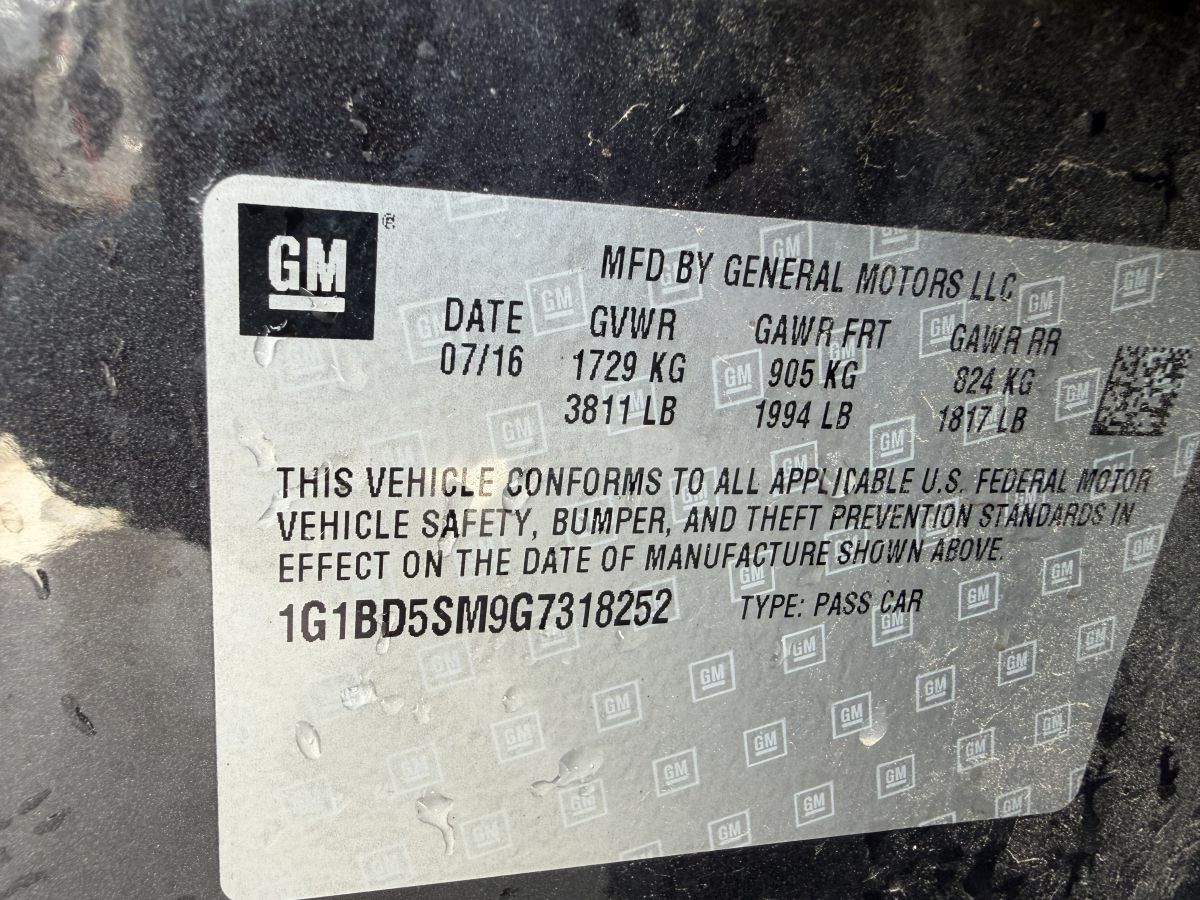 GM
MFD BY GENERAL MOTORS LLC
DATE GVWR GAWR FRT GAWR RR
07/16 1729 KG 905 KG 824 KG
3811 LB 1994 LB 1817 LB
THIS VEHICLE CONFORMS TO ALL APPLICABLE U.S. FEDERAL MOTOR
VEHICLE SAFETY, BUMPER, AND THEFT PREVENTION STANDARDS IN
EFFECT ON THE DATE OF MANUFACTURE SHOWN ABOVE.
1G1BD5SM9G7318252 TYPE: PASS CAR